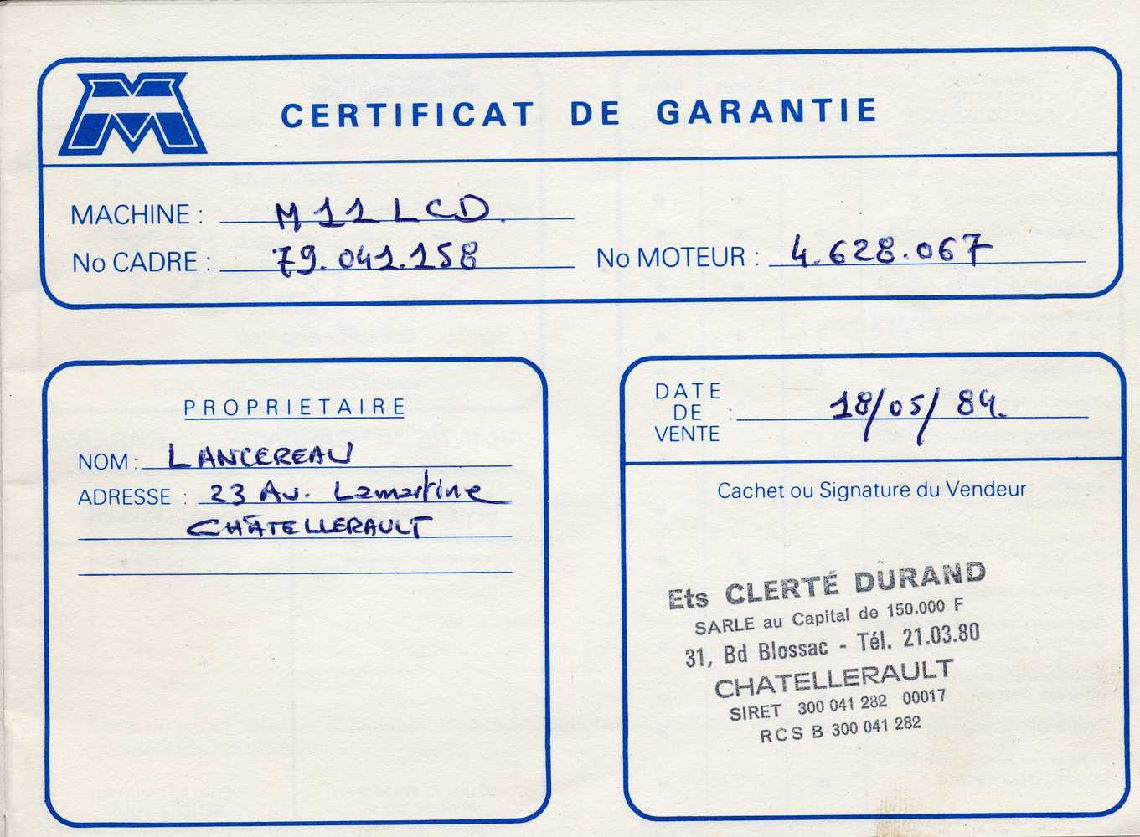 CERTIFICAT DE GARANTIE
MACHINE : M11 LCD
No CADRE : 79.041.158 No MOTEUR : 4.628.067
PROPRIETAIRE
NOM : LANCEREAU
ADRESSE : 23 Av. Lamartine
CHÂTELLERAULT
DATE
DE
VENTE 18/05/84.
Cachet ou Signature du Vendeur
Ets CLERTÉ DURAND
SARLE au Capital de 150.000 F
31, Bd Blossac - Tél. 21.03.80
CHATELLERAULT
SIRET 300 041 282 00017
RCS B 300 041 282